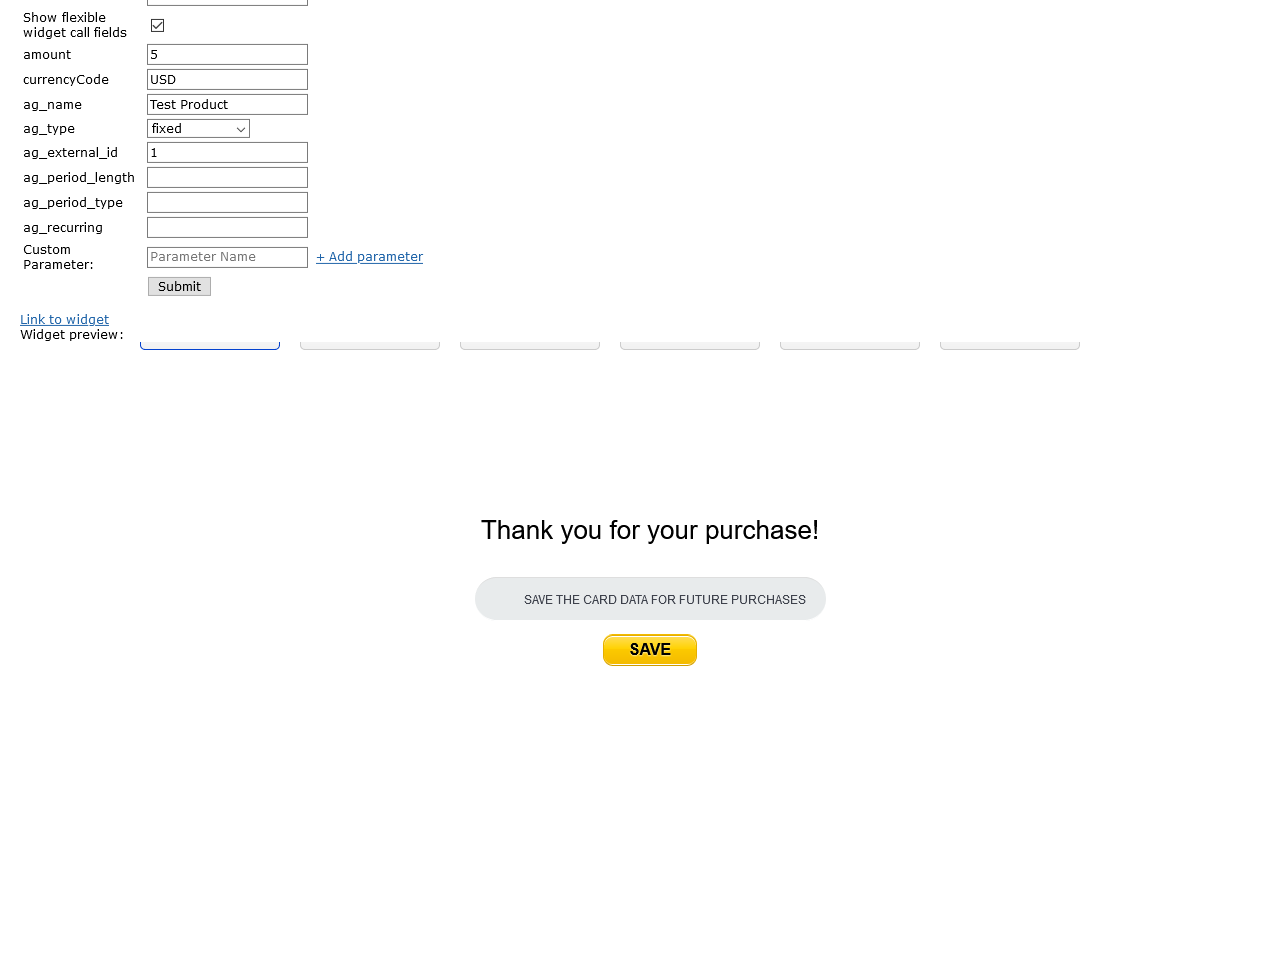 Show flexible
widget call fields
amount 5
currencyCode USD
ag_name Test Product
ag_type fixed
ag_external_id 1
ag_period_length
ag_period_type
ag_recurring
Custom
Parameter: Parameter Name + Add parameter
Submit
Link to widget
Widget preview:
Thank you for your purchase!
SAVE THE CARD DATA FOR FUTURE PURCHASES
SAVE